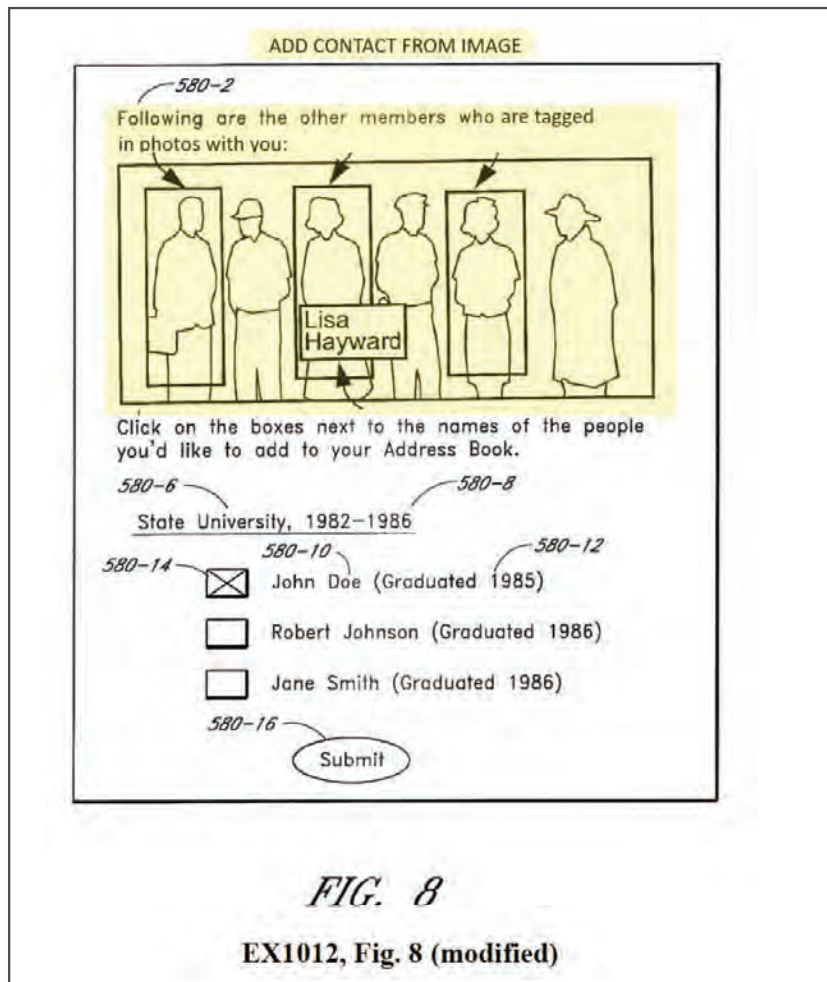 ADD CONTACT FROM IMAGE
580-2
Following are the other members who are tagged
in photos with you:
Lisa
Hayward
Click on the boxes next to the names of the people
you'd like to add to your Address Book.
580-6
580-8
State University, 1982-1986
580-10
580-12
580-14
John Doe (Graduated 1985)
Robert Johnson (Graduated 1986)
Jane Smith (Graduated 1986)
580-16
Submit
FIG. 8
EX1012, Fig. 8 (modified)